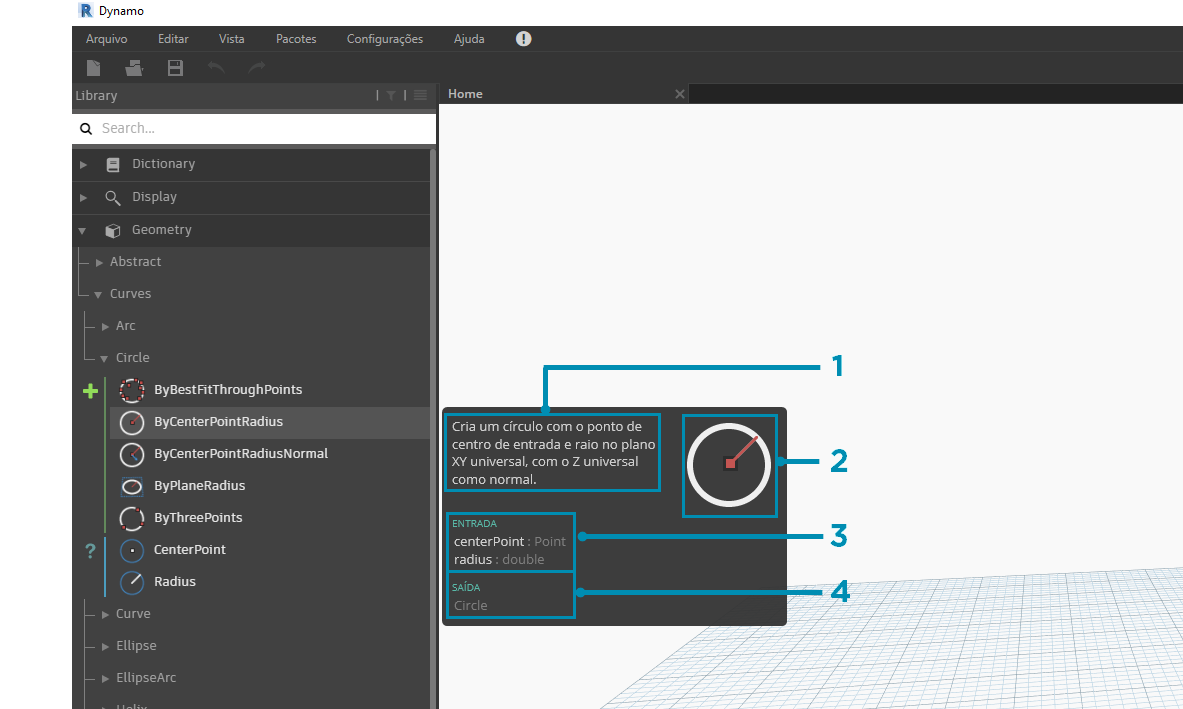 Dynamo
Arquivo Editar Vista Pacotes Configurações Ajuda
Library
Home
Search...
Dictionary
Display
Geometry
Abstract
Curves
Arc
Circle
ByBestFitThroughPoints
ByCenterPointRadius
ByCenterPointRadiusNormal
ByPlaneRadius
ByThreePoints
? CenterPoint
Radius
Curve
Ellipse
EllipseArc
Helix
1
Cria um círculo com o ponto de
centro de entrada e raio no plano
XY universal, com o Z universal
como normal.
2
ENTRADA
centerPoint : Point
radius : double
3
SAÍDA
Circle
4